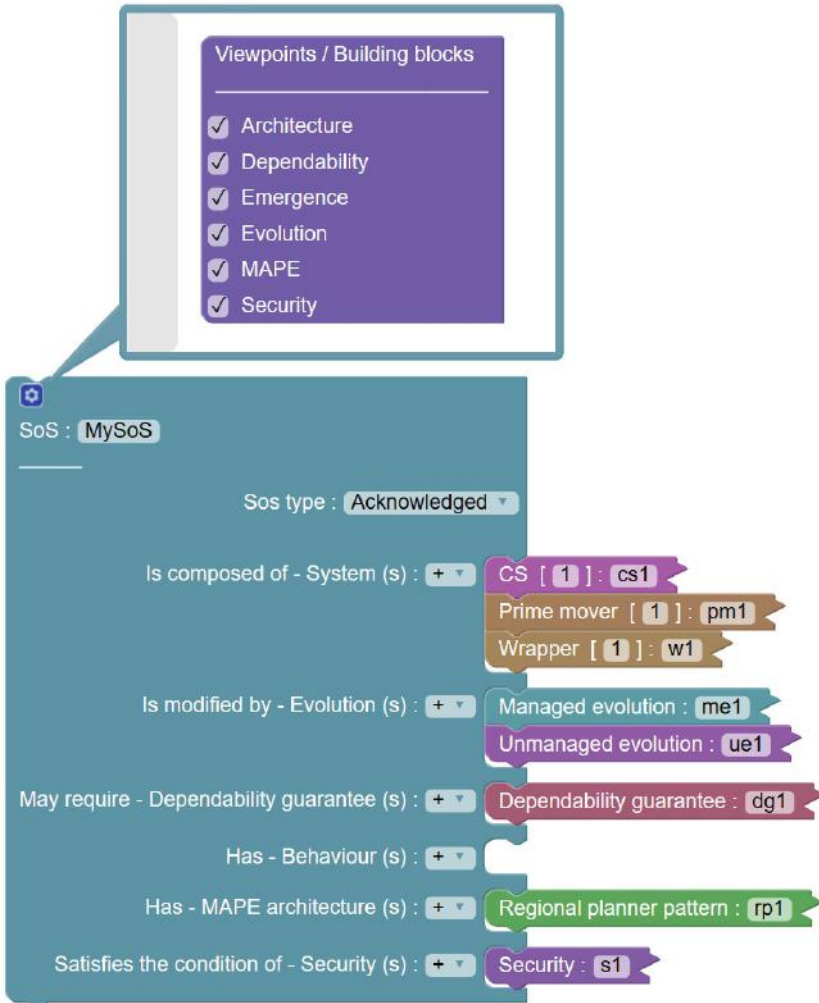 Viewpoints / Building blocks
Architecture
Dependability
Emergence
Evolution
MAPE
Security
SoS : MySoS
Sos type : Acknowledged
Is composed of - System (s) : + CS [ 1 ] : cs1
Prime mover [ 1 ] : pm1
Wrapper [ 1 ] : w1
Is modified by - Evolution (s) : + Managed evolution : me1
Unmanaged evolution : ue1
May require - Dependability guarantee (s) : + Dependability guarantee : dg1
Has - Behaviour (s) : +
Has - MAPE architecture (s) : + Regional planner pattern : rp1
Satisfies the condition of - Security (s) : + Security : s1